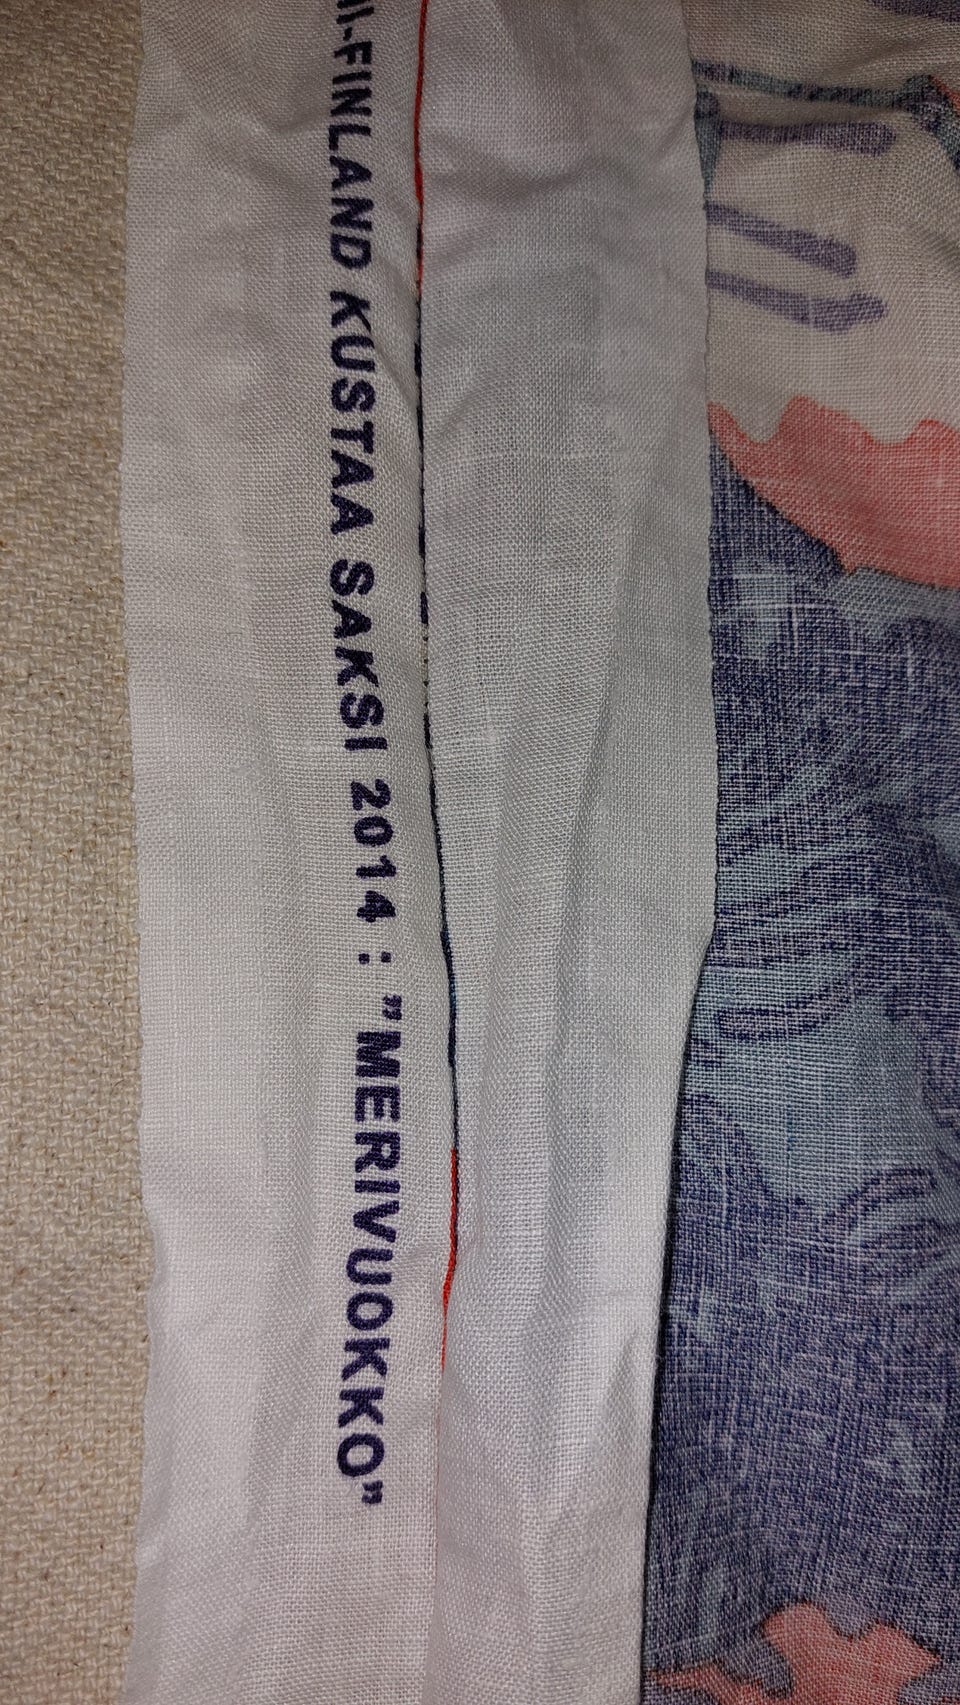 -FINLAND KUSTAA SAKSI 2014 : "MERIVUOKKO"